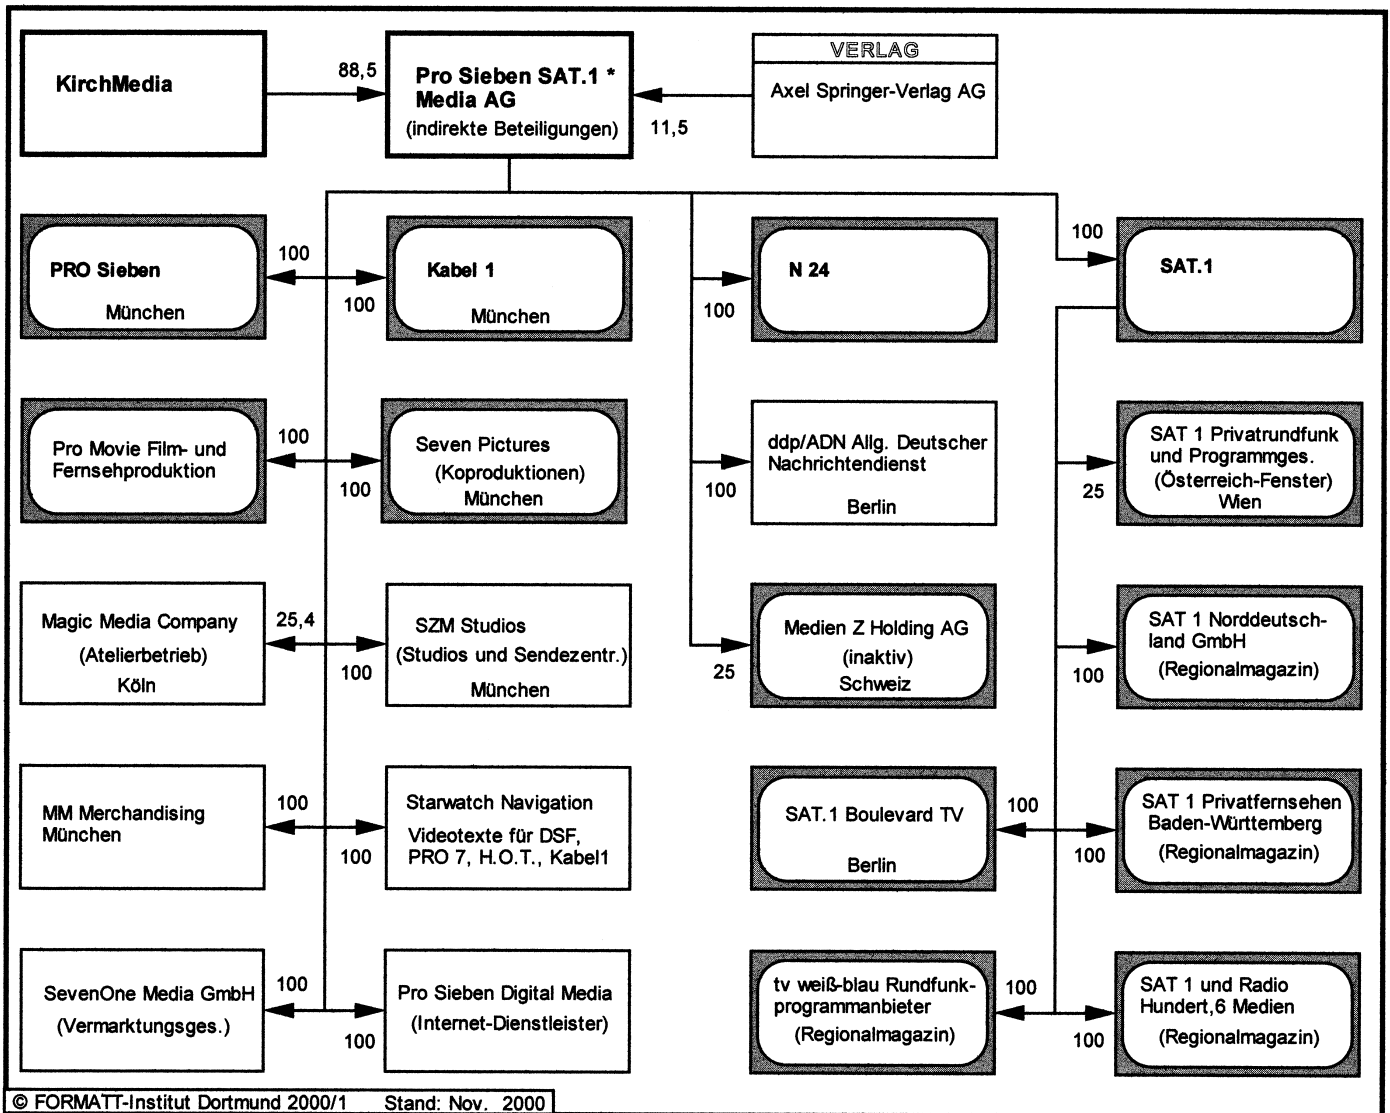 KirchMedia
88,5
Pro Sieben SAT.1 *
Media AG
(indirekte Beteiligungen)
11,5
VERLAG
Axel Springer-Verlag AG
PRO Sieben
München
100
100
Kabel 1
München
100
N 24
100
SAT.1
Pro Movie Film- und
Fernsehproduktion
100
100
Seven Pictures
(Koproduktionen)
München
100
ddp/ADN Allg. Deutscher
Nachrichtendienst
Berlin
25
SAT 1 Privatrundfunk
und Programmges.
(Österreich-Fenster)
Wien
Magic Media Company
(Atelierbetrieb)
Köln
25,4
100
SZM Studios
(Studios und Sendezentr.)
München
25
Medien Z Holding AG
(inaktiv)
Schweiz
100
SAT 1 Norddeutsch-
land GmbH
(Regionalmagazin)
MM Merchandising
München
100
100
Starwatch Navigation
Videotexte für DSF,
PRO 7, H.O.T., Kabel1
SAT.1 Boulevard TV
Berlin
100
100
SAT 1 Privatfernsehen
Baden-Württemberg
(Regionalmagazin)
SevenOne Media GmbH
(Vermarktungsges.)
100
100
Pro Sieben Digital Media
(Internet-Dienstleister)
tv weiß-blau Rundfunk-
programmanbieter
(Regionalmagazin)
100
100
SAT 1 und Radio
Hundert,6 Medien
(Regionalmagazin)
© FORMATT-Institut Dortmund 2000/1 Stand: Nov. 2000